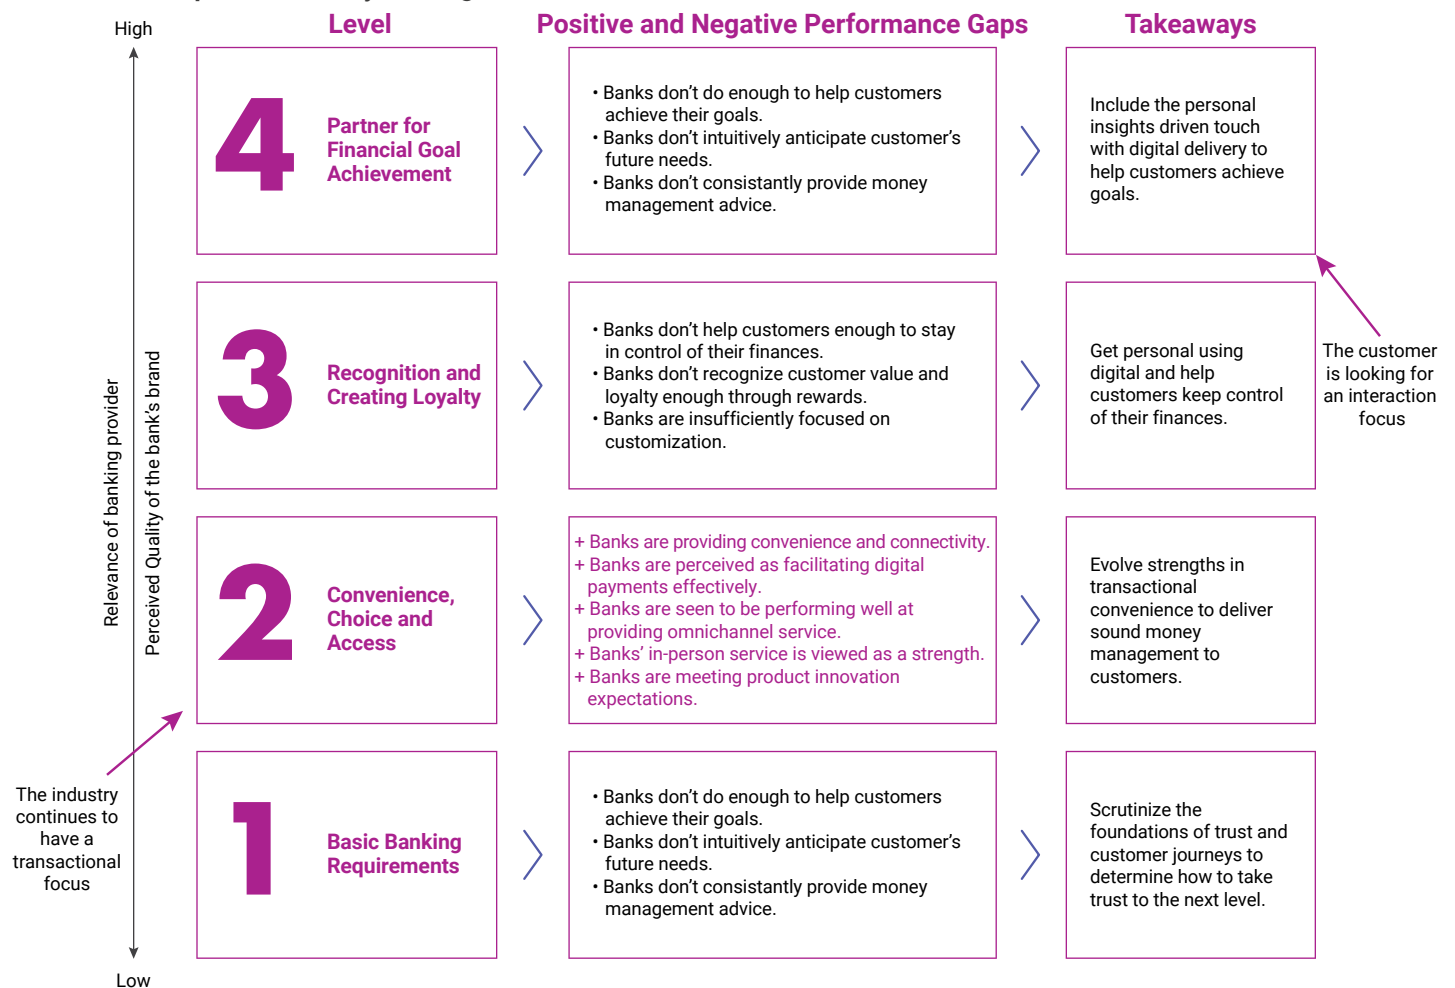 High
Level
Positive and Negative Performance Gaps
Takeaways
4
Partner for
Financial Goal
Achievement
• Banks don't do enough to help customers
achieve their goals.
• Banks don't intuitively anticipate customer's
future needs.
• Banks don't consistantly provide money
management advice.
Include the personal
insights driven touch
with digital delivery to
help customers achieve
goals.
3
Recognition and
Creating Loyalty
• Banks don't help customers enough to stay
in control of their finances.
• Banks don't recognize customer value and
loyalty enough through rewards.
• Banks are insufficiently focused on
customization.
Get personal using
digital and help
customers keep control
of their finances.
The customer
is looking for
an interaction
focus
Relevance of banking provider
Perceived Quality of the bank's brand
2
Convenience,
Choice and
Access
+ Banks are providing convenience and connectivity.
+ Banks are perceived as facilitating digital
payments effectively.
+ Banks are seen to be performing well at
providing omnichannel service.
+ Banks' in-person service is viewed as a strength.
+ Banks are meeting product innovation
expectations.
Evolve strengths in
transactional
convenience to deliver
sound money
management to
customers.
The industry
continues to
have a
transactional
focus
1
Basic Banking
Requirements
• Banks don't do enough to help customers
achieve their goals.
• Banks don't intuitively anticipate customer's
future needs.
• Banks don't consistantly provide money
management advice.
Scrutinize the
foundations of trust and
customer journeys to
determine how to take
trust to the next level.
Low